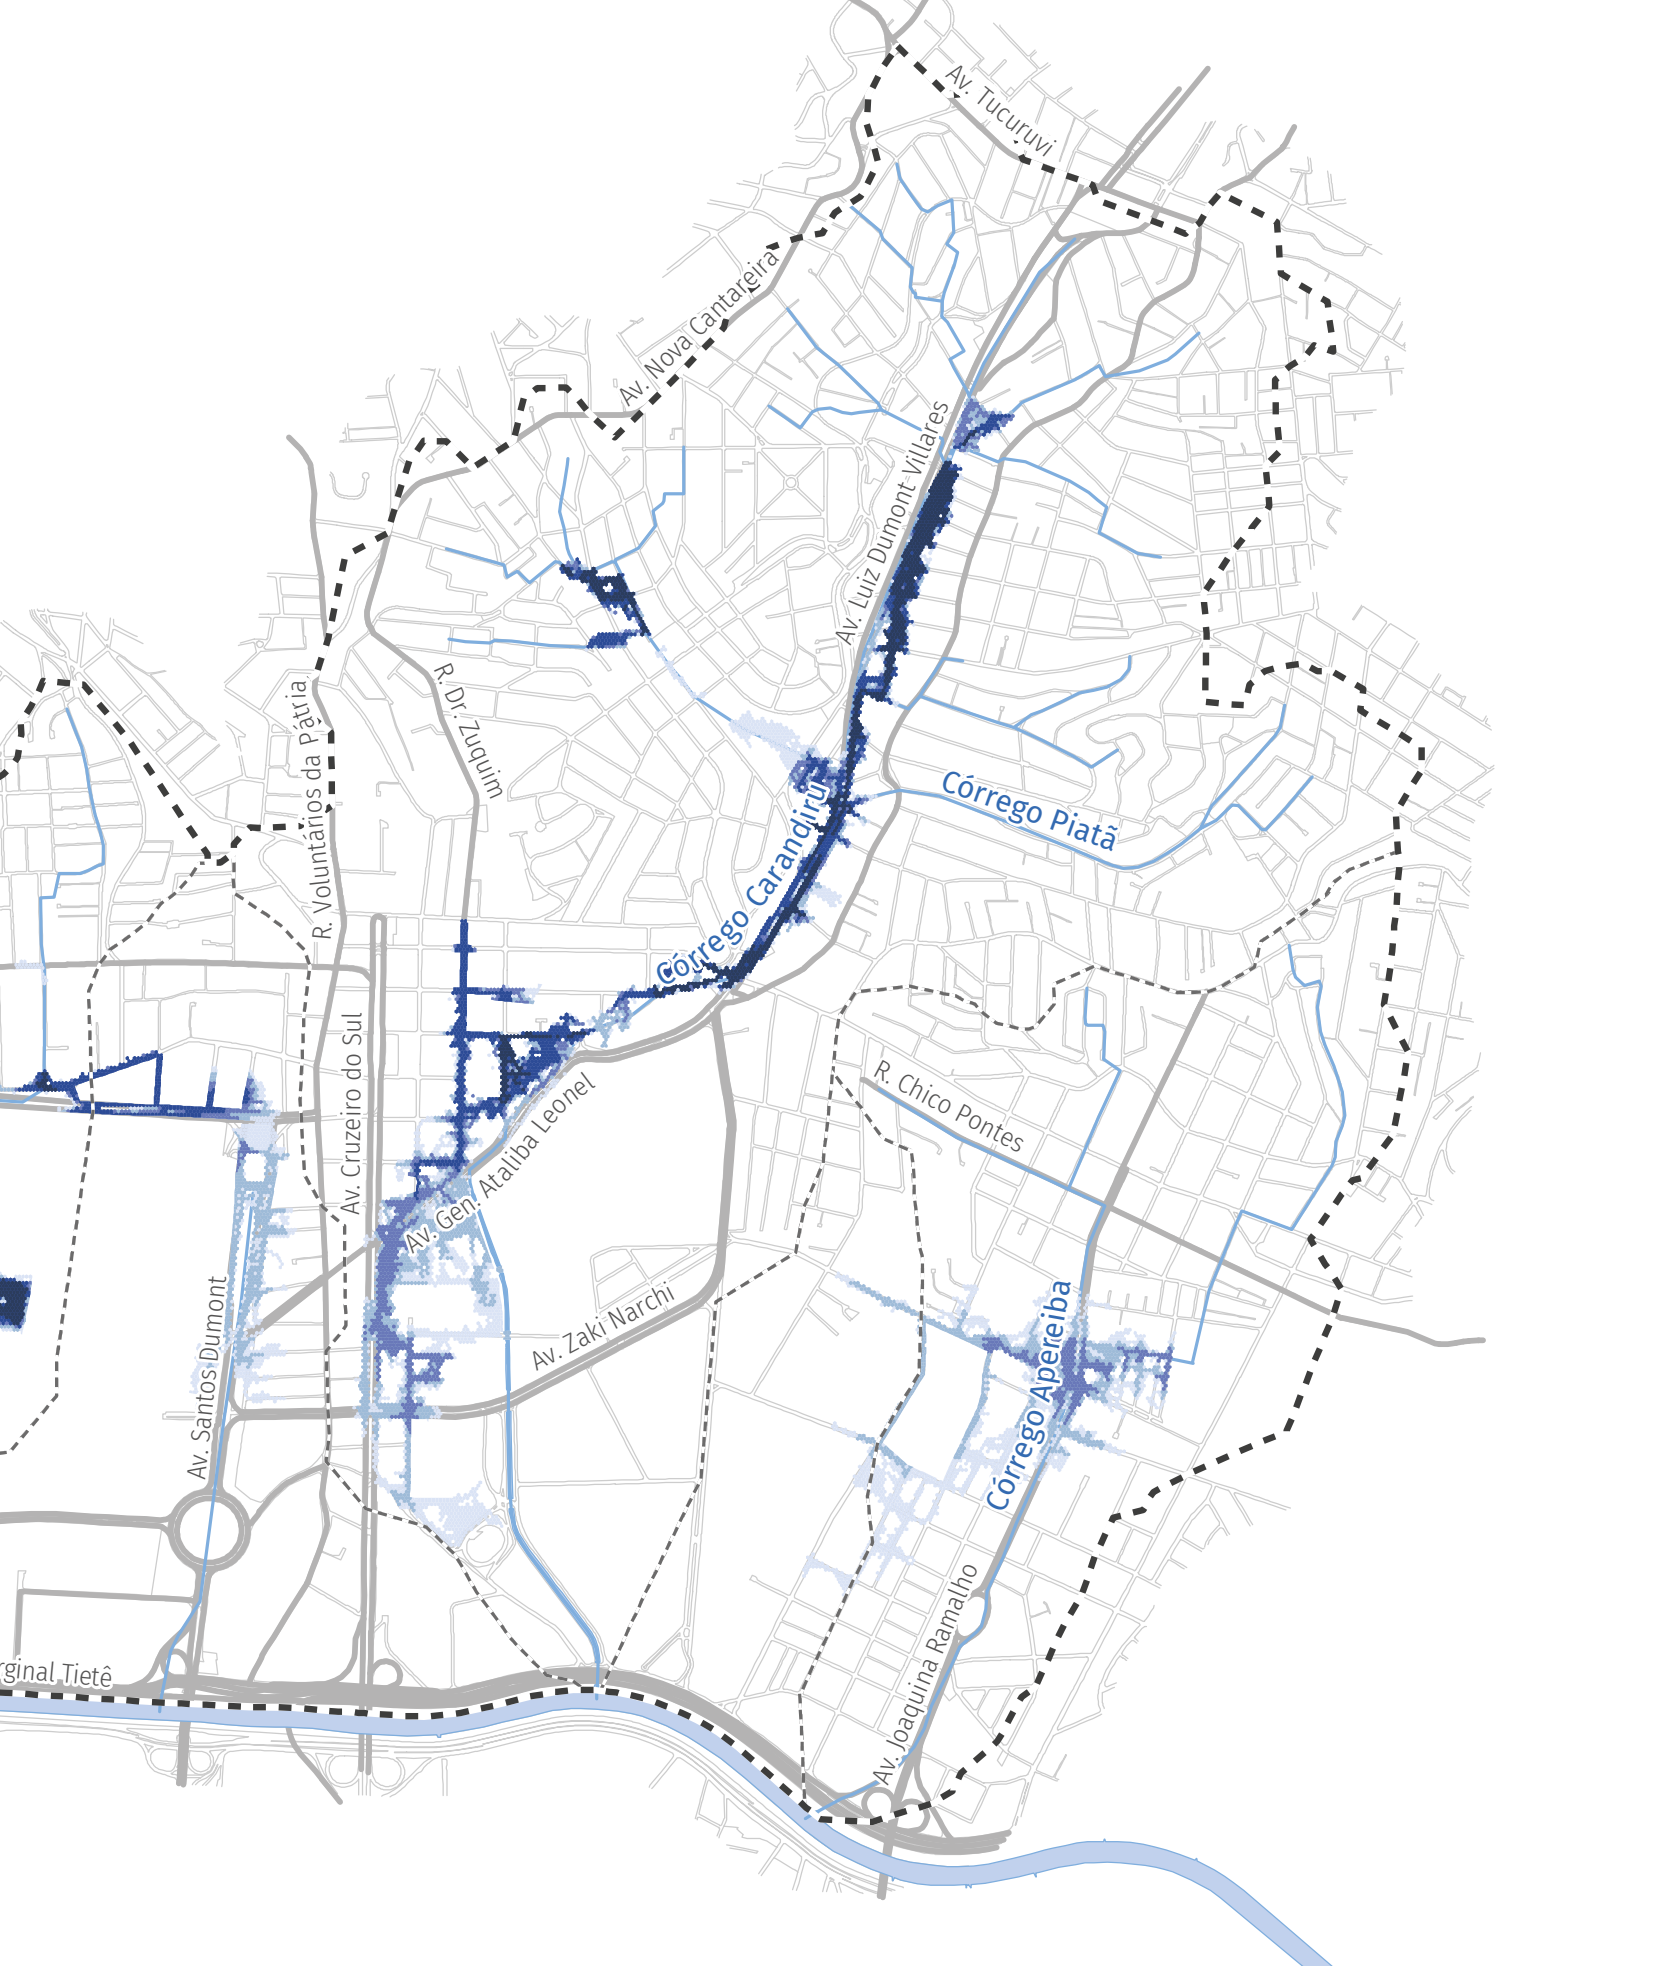 Av. Tucuruvi
Av. Nova Cantareira
Av. Luiz Dumont Villares
R. Dr. Zuquim
R. Voluntários da Pátria
Córrego Piatã
Córrego Carandiru
Av. Cruzeiro do Sul
R. Chico Pontes
Av. Gen. Ataliba Leonel
Av. Santos Dumont
Av. Zaki Narchi
Córrego Apereiba
Av. Joaquina Ramalho
rginal Tietê